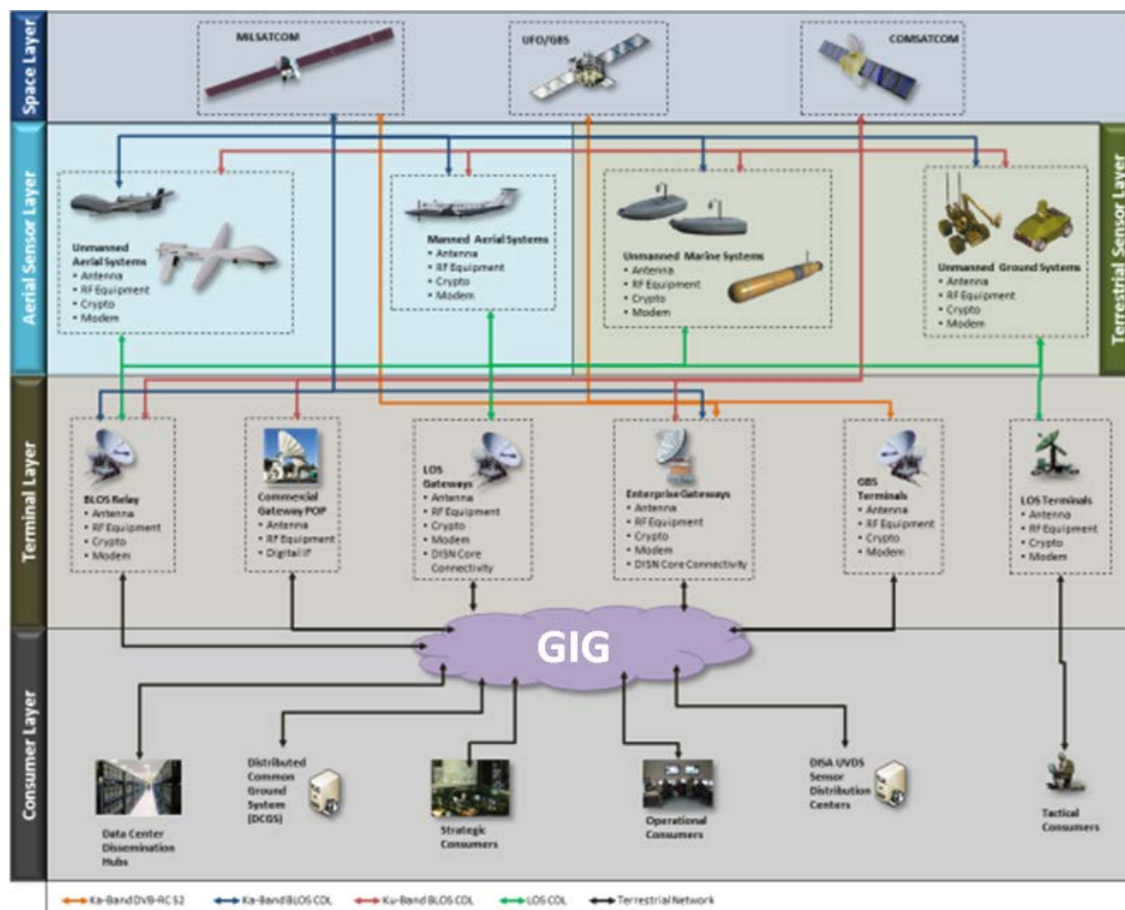 Space Layer
MILSATCOM
UFO/GBS
COMSATCOM
Aerial Sensor Layer
Terrestrial Sensor Layer
Unmanned
Aerial Systems
• Antenna
• RF Equipment
• Crypto
• Modem
Manned Aerial Systems
• Antenna
• RF Equipment
• Crypto
• Modem
Unmanned Marine Systems
• Antenna
• RF Equipment
• Crypto
• Modem
Unmanned Ground Systems
• Antenna
• RF Equipment
• Crypto
• Modem
Terminal Layer
BLOS Relay
• Antenna
• RF Equipment
• Crypto
• Modem
Commercial
Gateway POP
• Antenna
• RF Equipment
• Digital IF
LOS
Gateways
• Antenna
• RF Equipment
• Crypto
• Modem
• DISN Core
Connectivity
Enterprise Gateways
• Antenna
• RF Equipment
• Crypto
• Modem
• DISN Core Connectivity
GBS
Terminals
• Antenna
• RF Equipment
• Crypto
• Modem
LOS Terminals
• Antenna
• RF Equipment
• Crypto
• Modem
GIG
Consumer Layer
Data Center
Dissemination
Hubs
Distributed
Common
Ground
System
(DCGS)
Strategic
Consumers
Operational
Consumers
DISA UVDS
Sensor
Distribution
Centers
Tactical
Consumers
Ka-Band DVB-RC S2
Ka-Band BLOS CDL
Ku-Band BLOS CDL
LOS CDL
Terrestrial Network